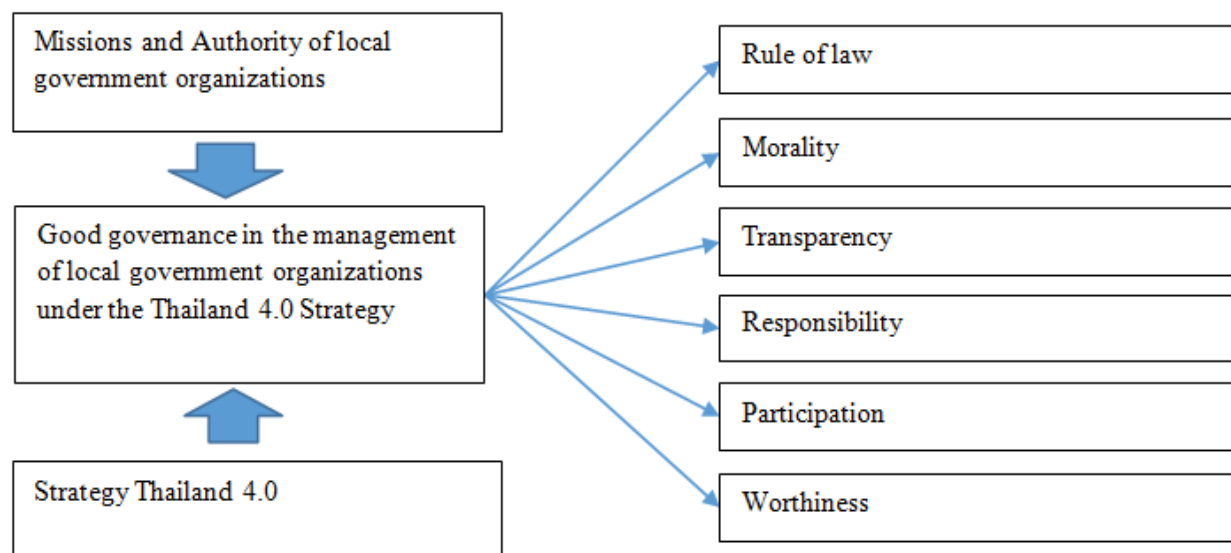 Missions and Authority of local
government organizations
Good governance in the management
of local government organizations
under the Thailand 4.0 Strategy
Strategy Thailand 4.0
Rule of law
Morality
Transparency
Responsibility
Participation
Worthiness